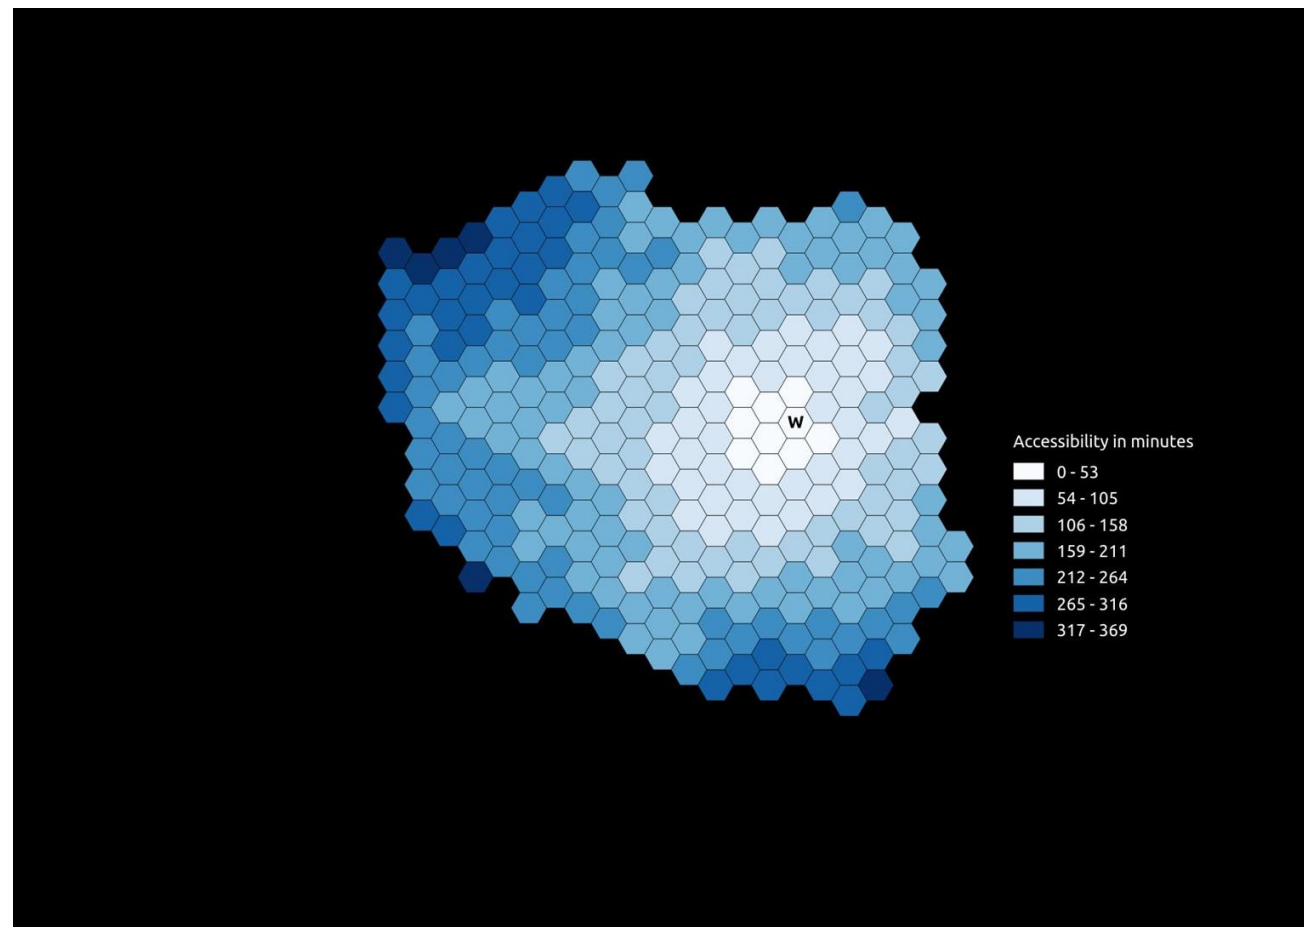 W
Accessibility in minutes
0 - 53
54 - 105
106 - 158
159 - 211
212 - 264
265 - 316
317 - 369